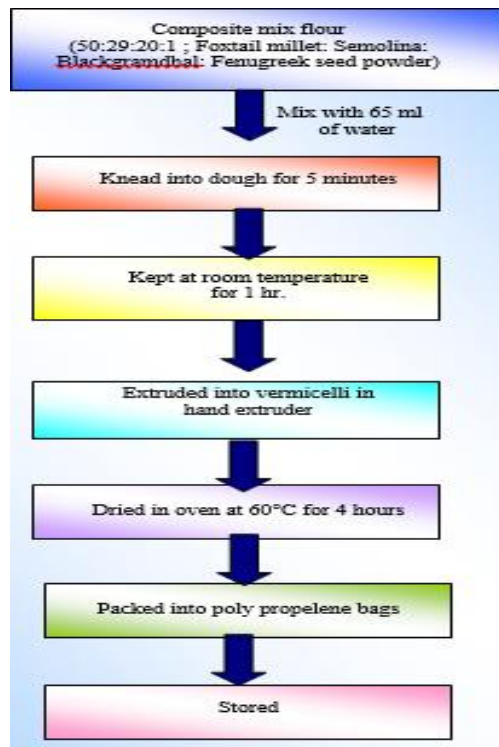 Composite mix flour
(50:29:20:1 ; Foxtail millet: Semolina:
Blackgramdhal: Fenugreek seed powder)
Mix with 65 ml
of water
Knead into dough for 5 minutes
Kept at room temperature
for 1 hr.
Extruded into vermicelli in
hand extruder
Dried in oven at 60°C for 4 hours
Packed into poly propelene bags
Stored